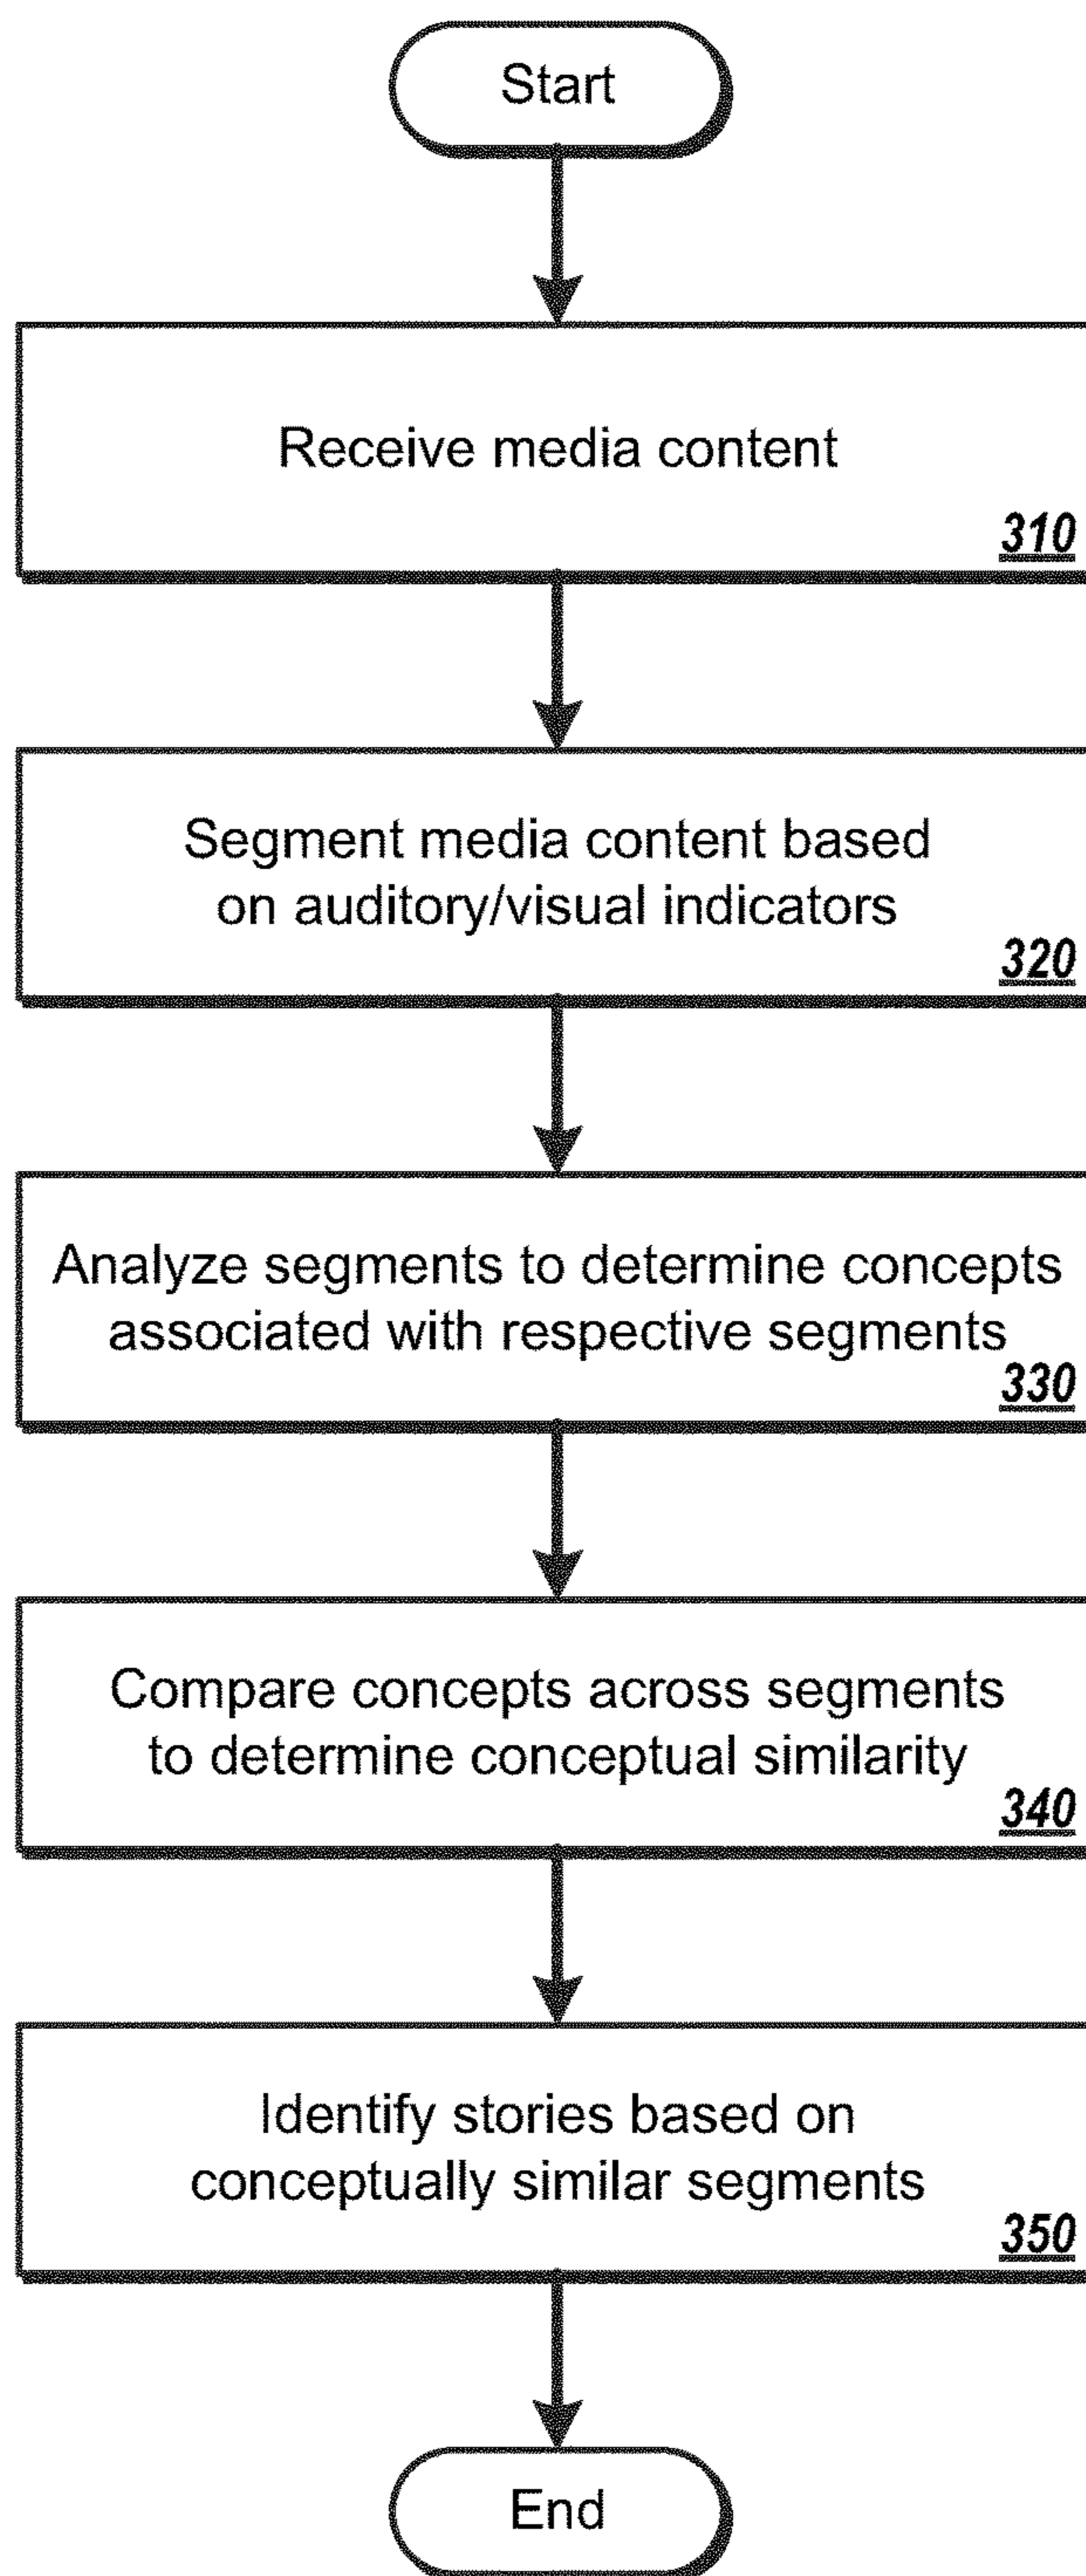 Start
Receive media content
310
Segment media content based
on auditory/visual indicators
320
Analyze segments to determine concepts
associated with respective segments
330
Compare concepts across segments
to determine conceptual similarity
340
Identify stories based on
conceptually similar segments
350
End